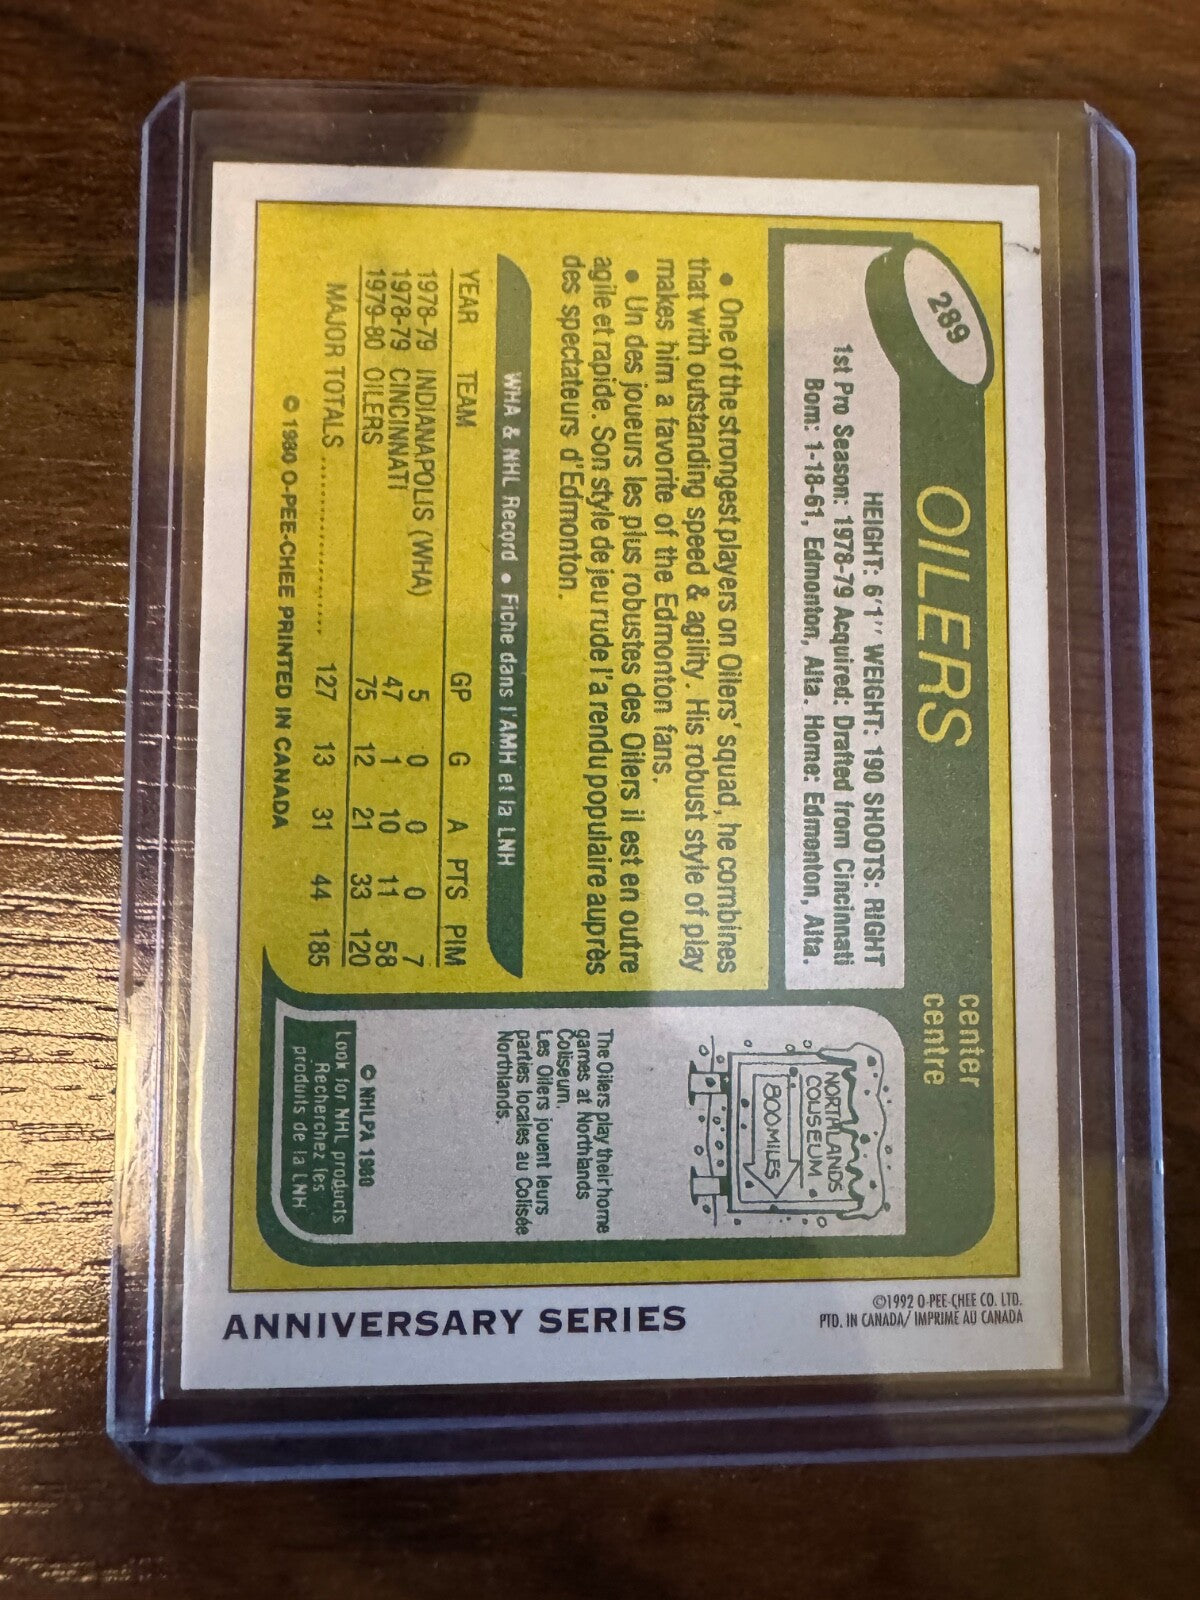 289
OILERS
center
centre
HEIGHT: 6'1" WEIGHT: 190 SHOOTS: RIGHT
1st Pro Season: 1978-79 Acquired: Drafted from Cincinnati
Born: 1-18-61, Edmonton, Alta. Home: Edmonton, Alta.
• One of the strongest players on Oilers' squad, he combines
that with outstanding speed & agility. His robust style of play
makes him a favorite of the Edmonton fans.
• Un des joueurs les plus robustes des Oilers il est en outre
agile et rapide. Son style de jeu rude l'a rendu populaire auprès
des spectateurs d'Edmonton.
WHA & NHL Record • Fiche dans l'AMH et la LNH
YEAR TEAM GP G A PTS PIM
1978-79 INDIANAPOLIS (WHA) 5 0 0 0 7
1978-79 CINCINNATI 47 1 10 11 58
1979-80 OILERS 75 12 21 33 120
MAJOR TOTALS .................. 127 13 31 44 185
© 1980 O-PEE-CHEE PRINTED IN CANADA
NORTHLANDS
COLISEUM
800 MILES
The Oilers play their home
games at Northlands
Coliseum.
Les Oilers jouent leurs
parties locales au Colisée
Northlands.
© NHLPA 1980
Look for NHL products
Recherchez les
produits de la LNH
©1992 O-PEE-CHEE CO. LTD.
PTD. IN CANADA/ IMPRIMÉ AU CANADA
ANNIVERSARY SERIES